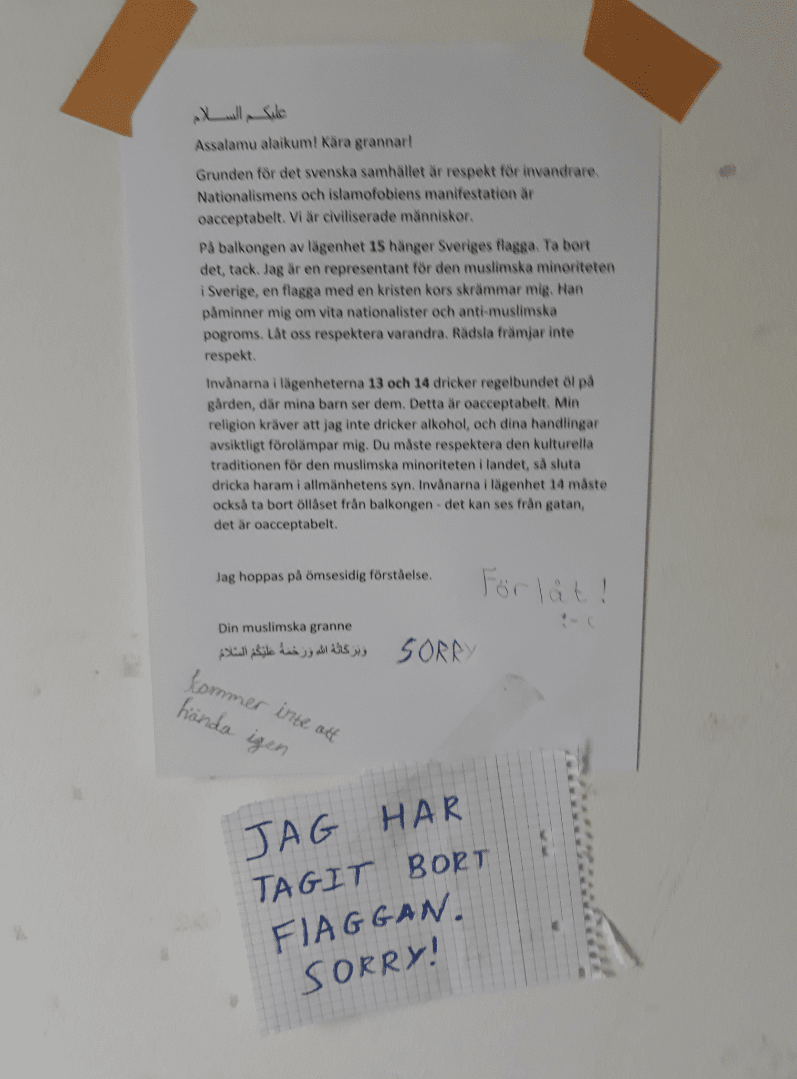 عليكم السلام
Assalamu alaikum! Kära grannar!
Grunden för det svenska samhället är respekt för invandrare.
Nationalismens och islamofobiens manifestation är
oacceptabelt. Vi är civiliserade männniskor.
På balkongen av lägenhet 15 hänger Sveriges flagga. Ta bort
det, tack. Jag är en representant för den muslimska minoriteten
i Sverige, en flagga med en kristen kors skrämmar mig. Han
påminner mig om vita nationalister och anti-muslimska
pogroms. Låt oss respektera varandra. Rädsla främjar inte
respekt.
Invånarna i lägenheterna 13 och 14 dricker regelbundet öl på
gården, där mina barn ser dem. Detta är oacceptabelt. Min
religion kräver att jag inte dricker alkohol, och dina handlingar
avsiktligt förolämpar mig. Du måste respektera den kulturella
traditionen för den muslimska minoriteten i landet, så sluta
dricka haram i allmänhetens syn. Invånarna i lägenhet 14 måste
också ta bort öllåset från balkongen - det kan ses från gatan,
det är oacceptabelt.
Jag hoppas på ömsesidig förståelse.
Förlåt!
:-(
Din muslimska granne
وَبَرَكَاتُهُ الله وَرَحْمَةُ عَلَيْكُم السَّلَامُ
SORRY
kommer inte att
hända igen
JAG HAR
TAGIT BORT
FlAGGAN.
SORRY!